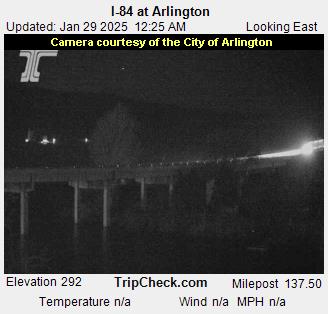 I-84 at Arlington
Updated: Jan 29 2025 12:25 AM Looking East
Camera courtesy of the City of Arlington
Elevation 292 TripCheck.com Milepost 137.50
Temperature n/a Wind n/a MPH n/a